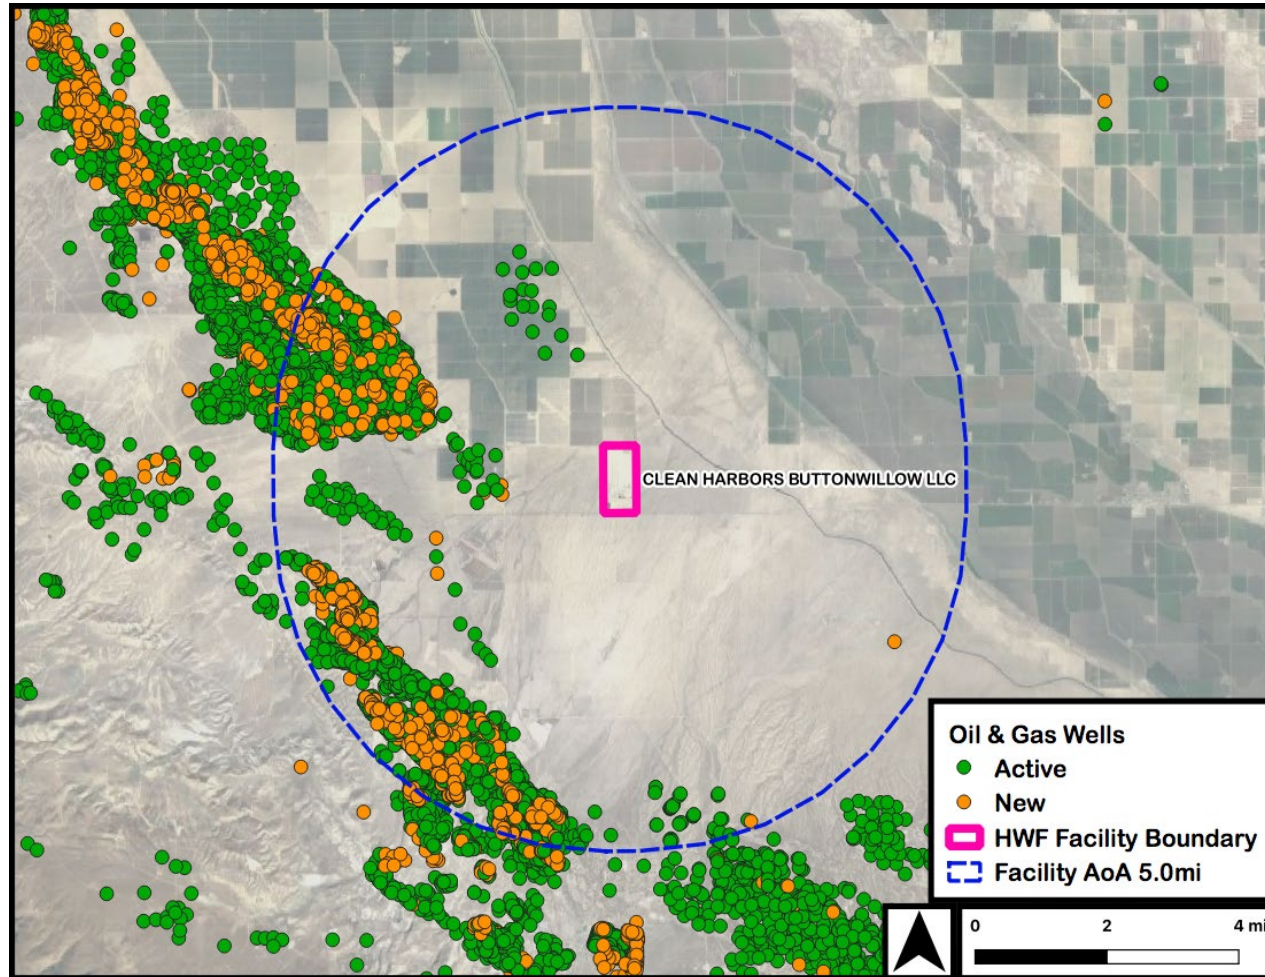 CLEAN HARBORS BUTTONWILLOW LLC
Oil & Gas Wells
Active
New
HWF Facility Boundary
Facility AoA 5.0mi
0 2 4 mi